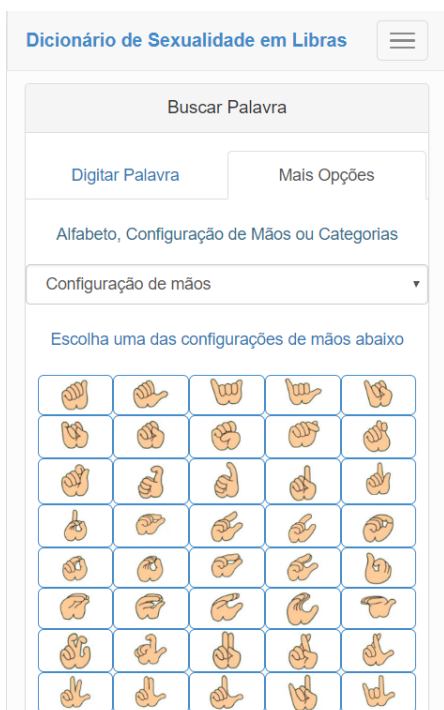 Dicionário de Sexualidade em Libras
Buscar Palavra
Digitar Palavra
Mais Opções
Alfabeto, Configuração de Mãos ou Categorias
Configuração de mãos
Escolha uma das configurações de mãos abaixo